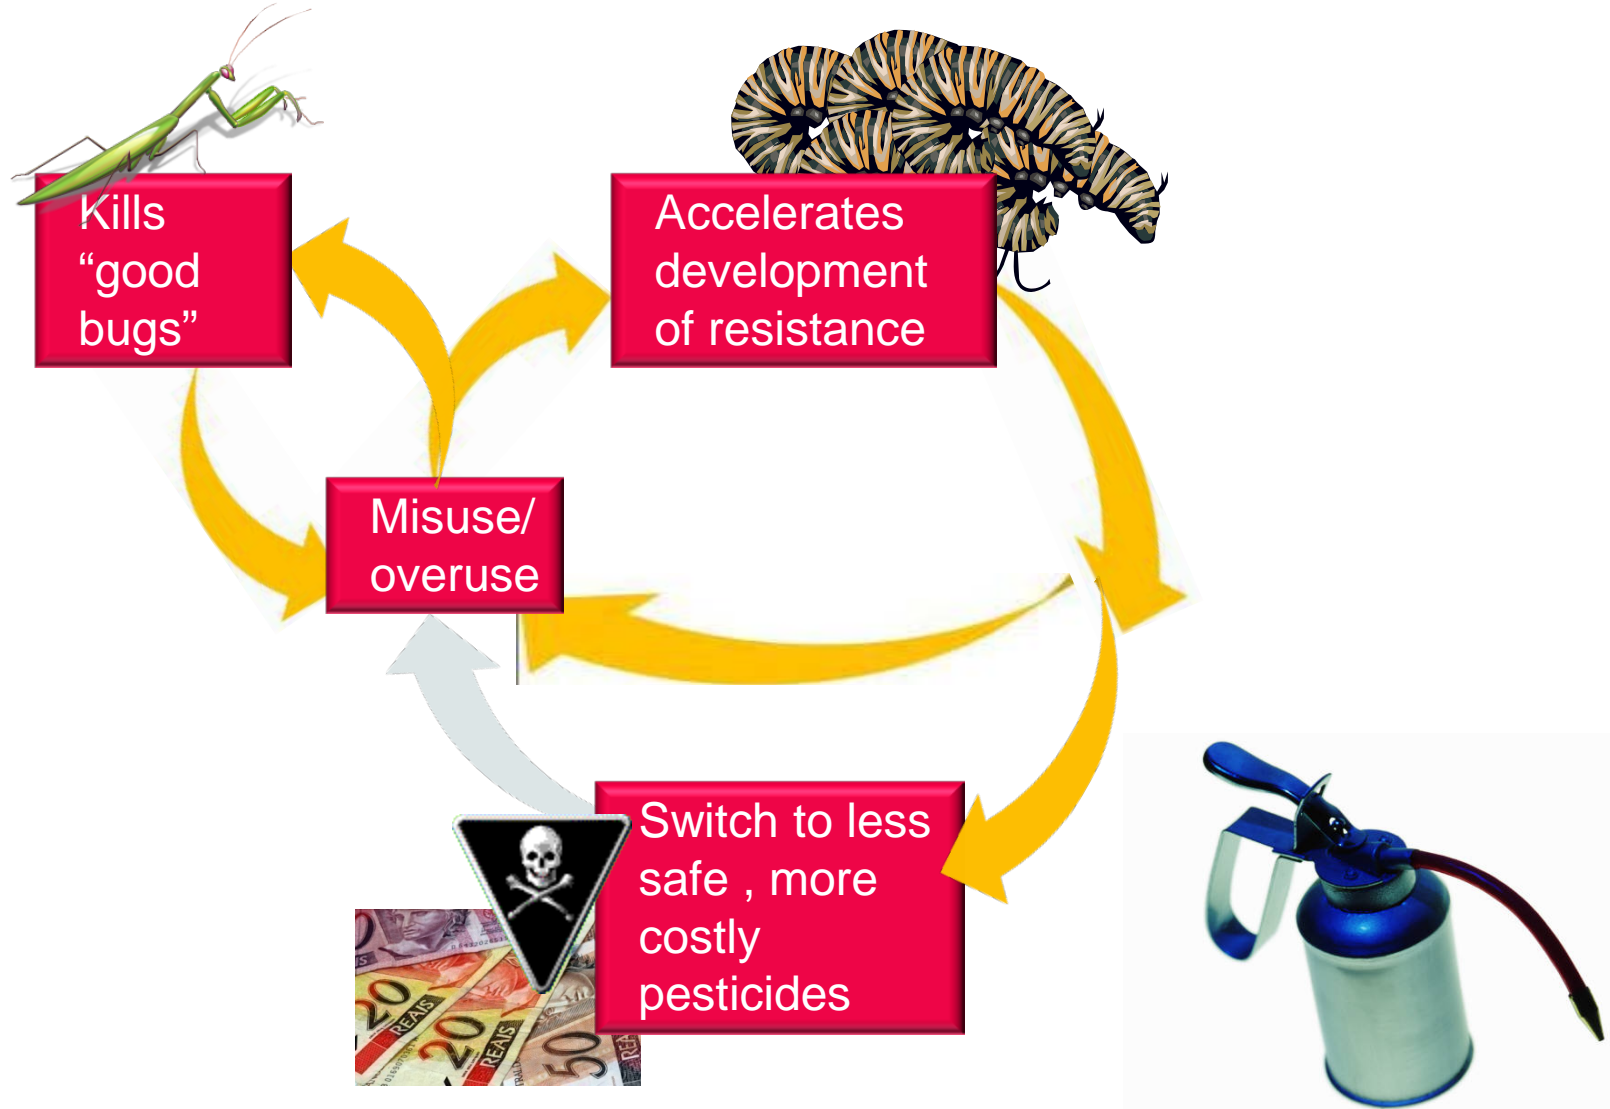 Kills
“good
bugs”
Accelerates
development
of resistance
Misuse/
overuse
Switch to less
safe , more
costly
pesticides
20
REAIS
20
REAIS
50
REA